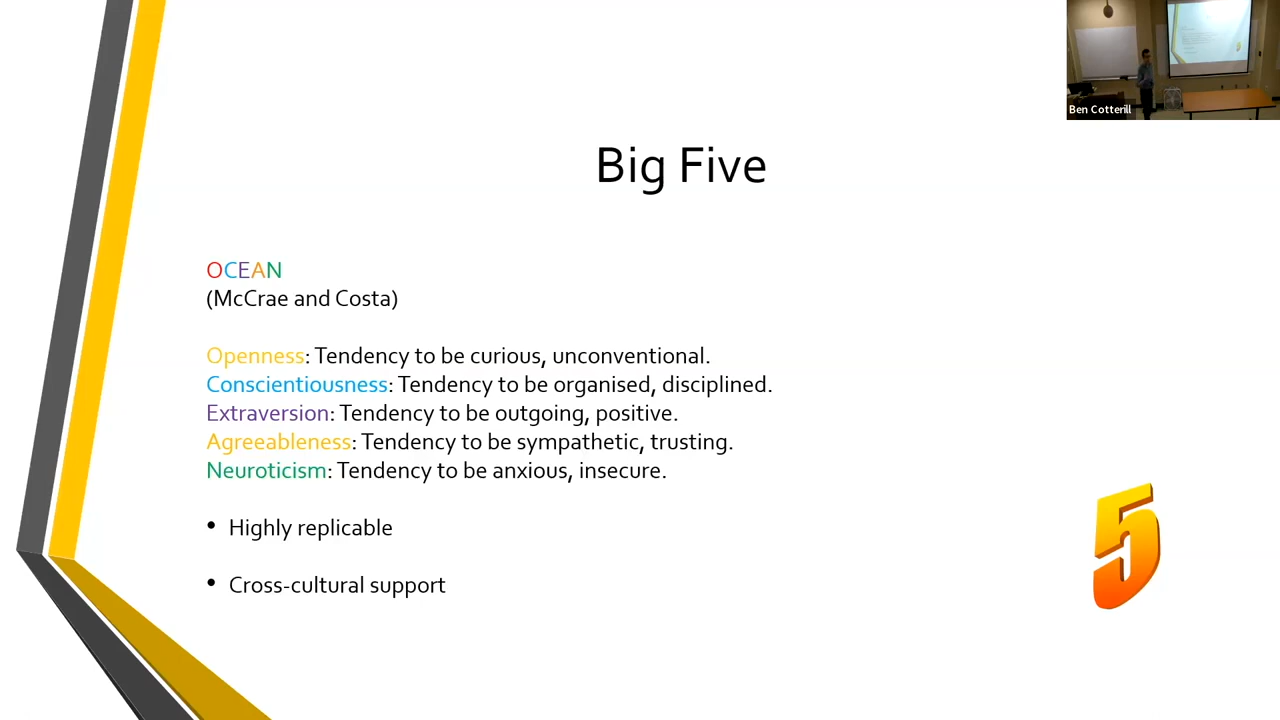 Ben Cotterill
Big Five
OCEAN
(McCrae and Costa)
Openness: Tendency to be curious, unconventional.
Conscientiousness: Tendency to be organised, disciplined.
Extraversion: Tendency to be outgoing, positive.
Agreeableness: Tendency to be sympathetic, trusting.
Neuroticism: Tendency to be anxious, insecure.
• Highly replicable
• Cross-cultural support
5